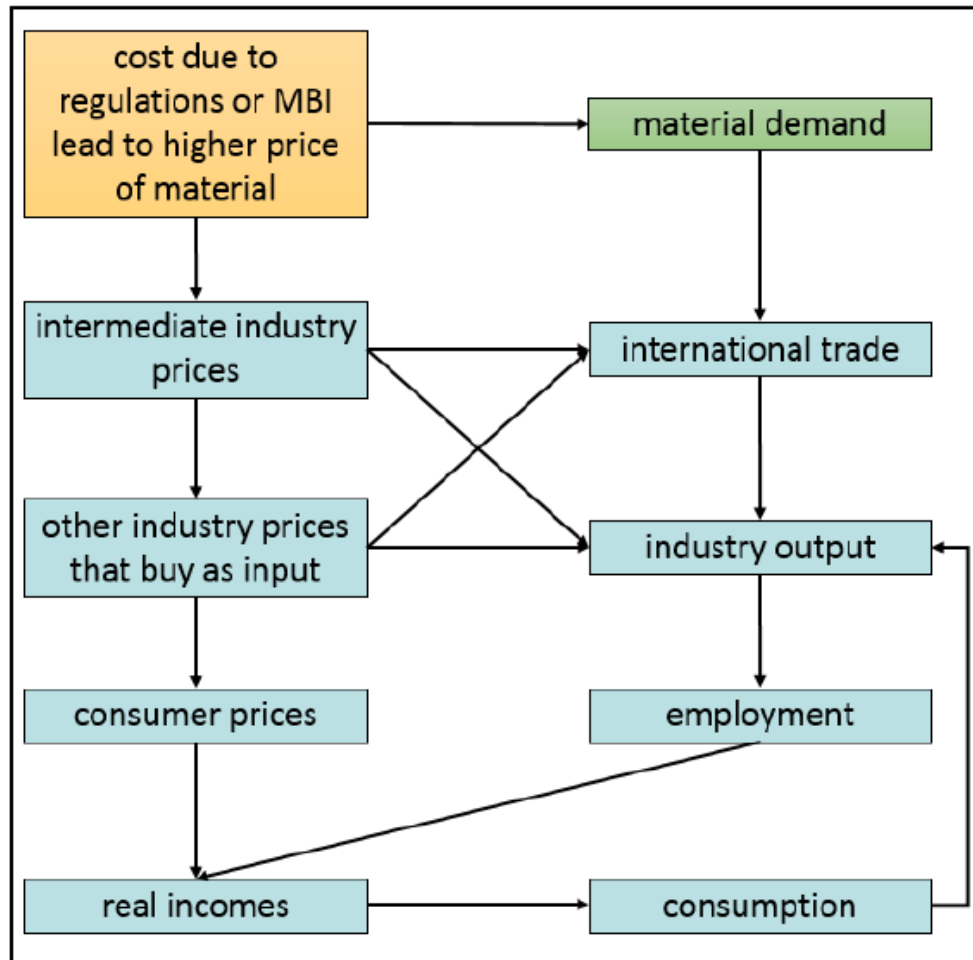 cost due to
regulations or MBI
lead to higher price
of material
material demand
intermediate industry
prices
international trade
other industry prices
that buy as input
industry output
consumer prices
employment
real incomes
consumption